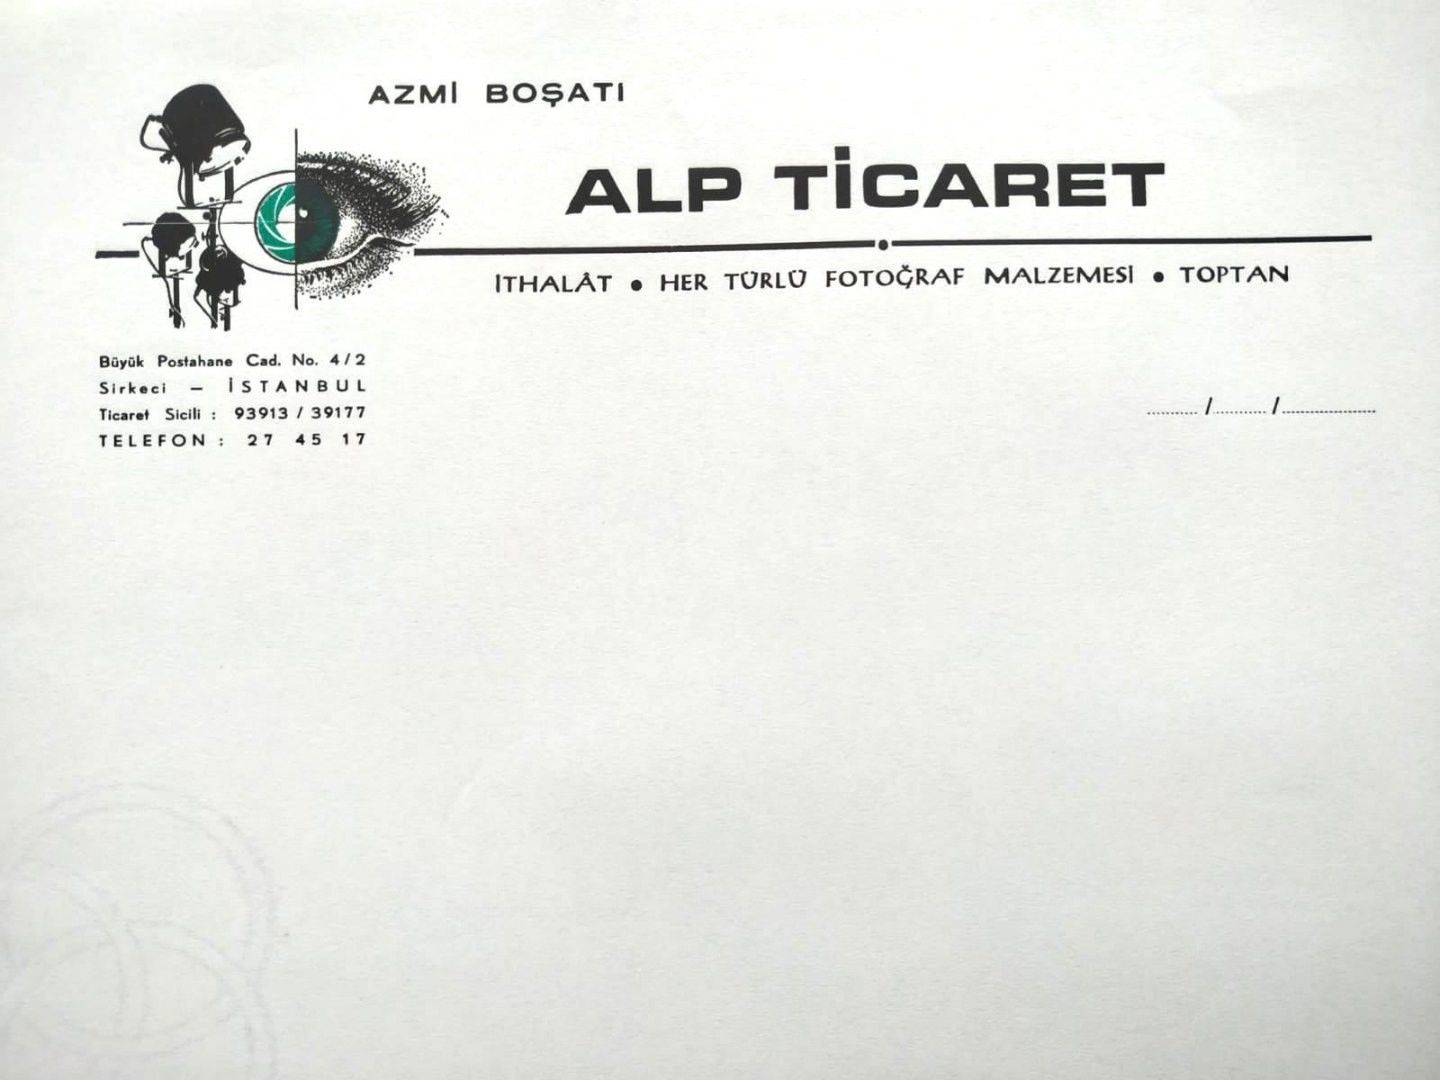 AZMİ BOŞATI
ALP TİCARET
İTHALÂT • HER TÜRLÜ FOTOĞRAF MALZEMESİ • TOPTAN
Büyük Postahane Cad. No. 4/2
Sirkeci – İSTANBUL
Ticaret Sicili : 93913 / 39177
TELEFON : 27 45 17
........... /............ /.....................